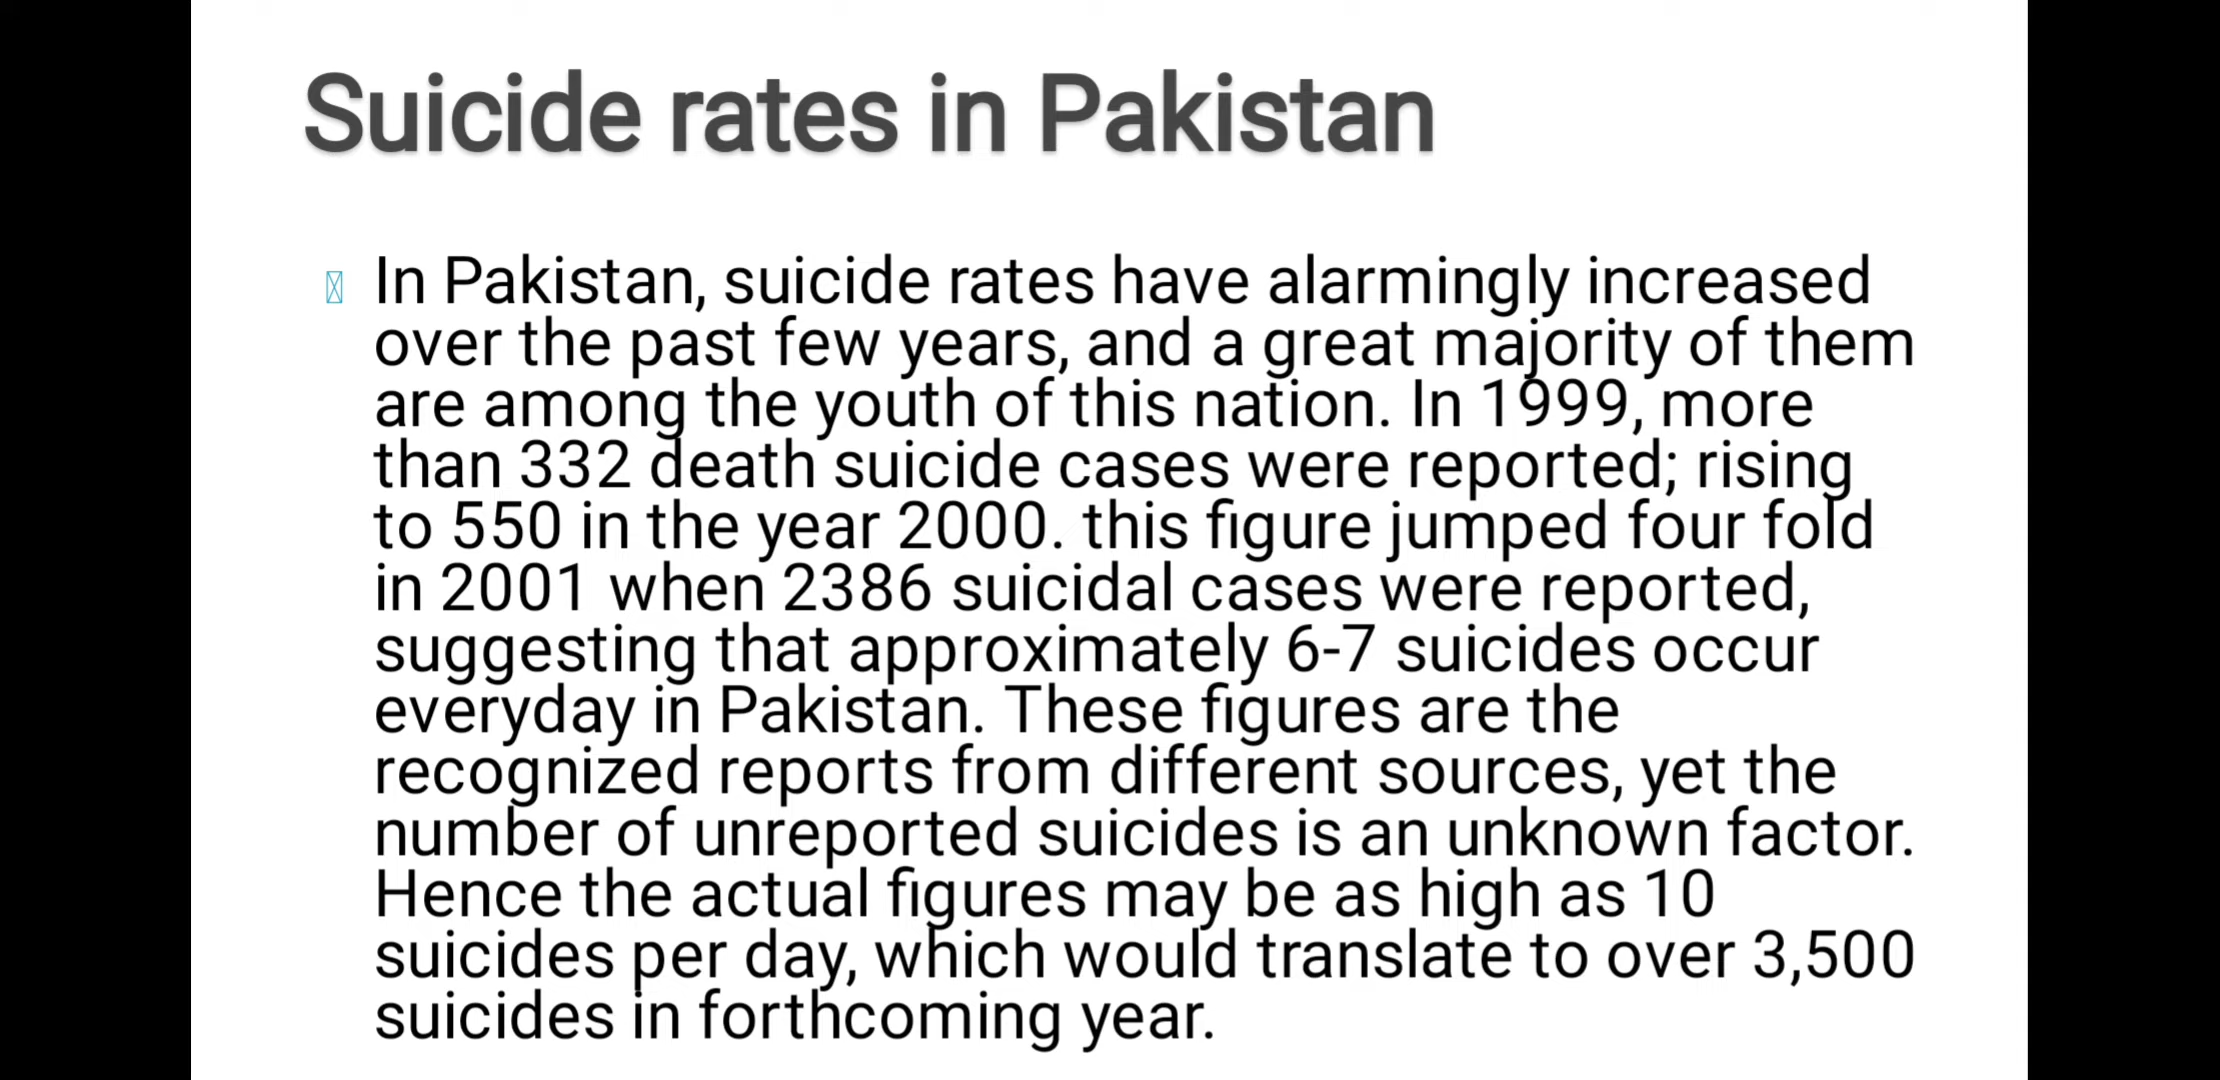 Suicide rates in Pakistan
In Pakistan, suicide rates have alarmingly increased
over the past few years, and a great majority of them
are among the youth of this nation. In 1999, more
than 332 death suicide cases were reported; rising
to 550 in the year 2000. this figure jumped four fold
in 2001 when 2386 suicidal cases were reported,
suggesting that approximately 6-7 suicides occur
everyday in Pakistan. These figures are the
recognized reports from different sources, yet the
number of unreported suicides is an unknown factor.
Hence the actual figures may be as high as 10
suicides per day, which would translate to over 3,500
suicides in forthcoming year.